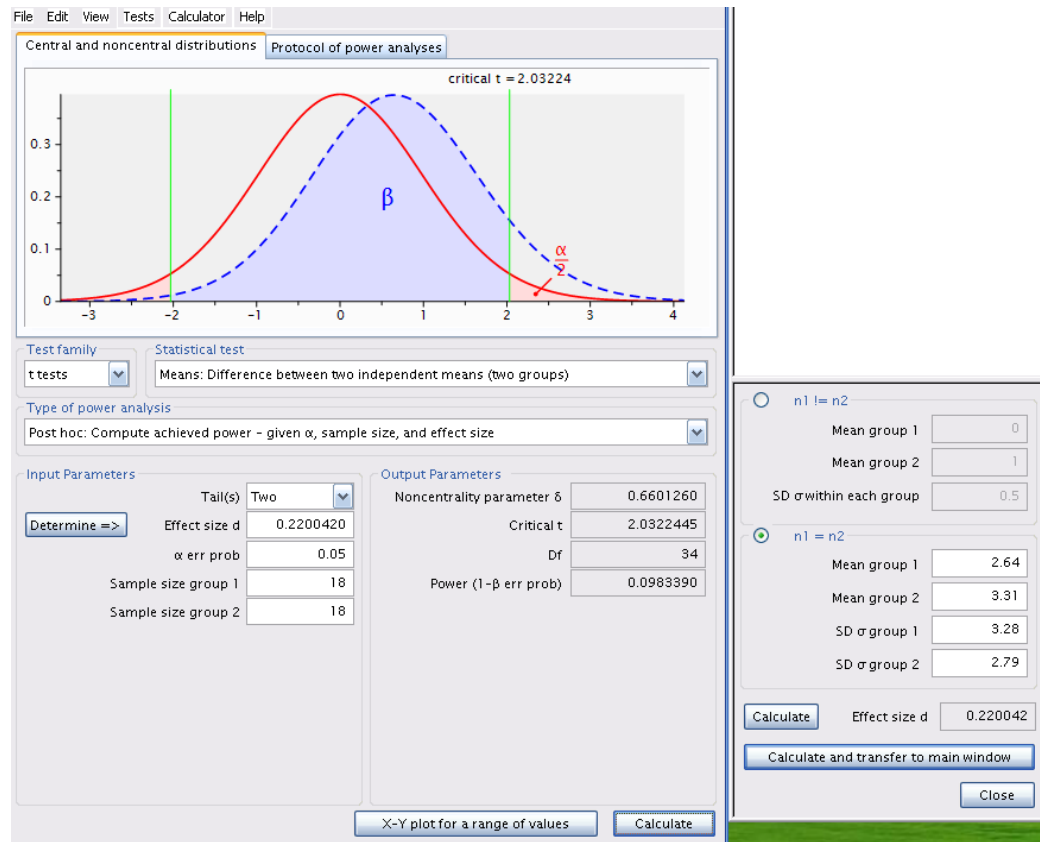 File Edit View Tests Calculator Help
Central and noncentral distributions Protocol of power analyses
critical t = 2.03224
0.3
0.2
0.1
0
β
α
2
-3 -2 -1 0 1 2 3 4
Test family Statistical test
t tests Means: Difference between two independent means (two groups)
Type of power analysis
Post hoc: Compute achieved power - given α, sample size, and effect size
Input Parameters
Tail(s) Two
Determine => Effect size d 0.2200420
α err prob 0.05
Sample size group 1 18
Sample size group 2 18
Output Parameters
Noncentrality parameter δ 0.6601260
Critical t 2.0322445
Df 34
Power (1-β err prob) 0.0983390
X-Y plot for a range of values Calculate
n1 != n2
Mean group 1 0
Mean group 2 1
SD σ within each group 0.5
n1 = n2
Mean group 1 2.64
Mean group 2 3.31
SD σ group 1 3.28
SD σ group 2 2.79
Calculate Effect size d 0.220042
Calculate and transfer to main window
Close